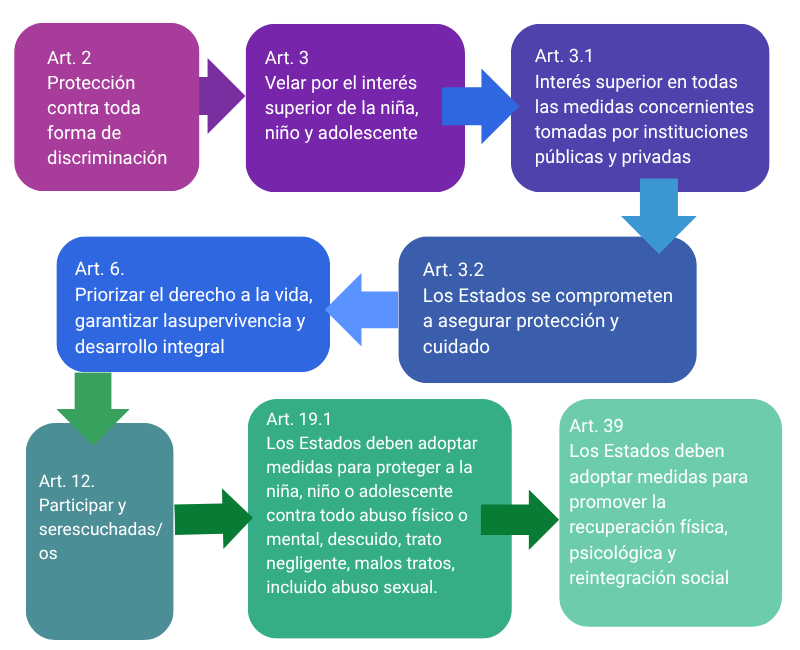 Art. 2
Protección
contra toda
forma de
discriminación
Art. 3
Velar por el interés
superior de la niña,
niño y adolescente
Art. 3.1
Interés superior en todas
las medidas concernientes
tomadas por instituciones
públicas y privadas
Art. 3.2
Los Estados se comprometen
a asegurar protección y
cuidado
Art. 6.
Priorizar el derecho a la vida,
garantizar lasupervivencia y
desarrollo integral
Art. 12.
Participar y
serescuchadas/
os
Art. 19.1
Los Estados deben adoptar
medidas para proteger a la
niña, niño o adolescente
contra todo abuso físico o
mental, descuido, trato
negligente, malos tratos,
incluido abuso sexual.
Art. 39
Los Estados deben
adoptar medidas para
promover la
recuperación física,
psicológica y
reintegración social